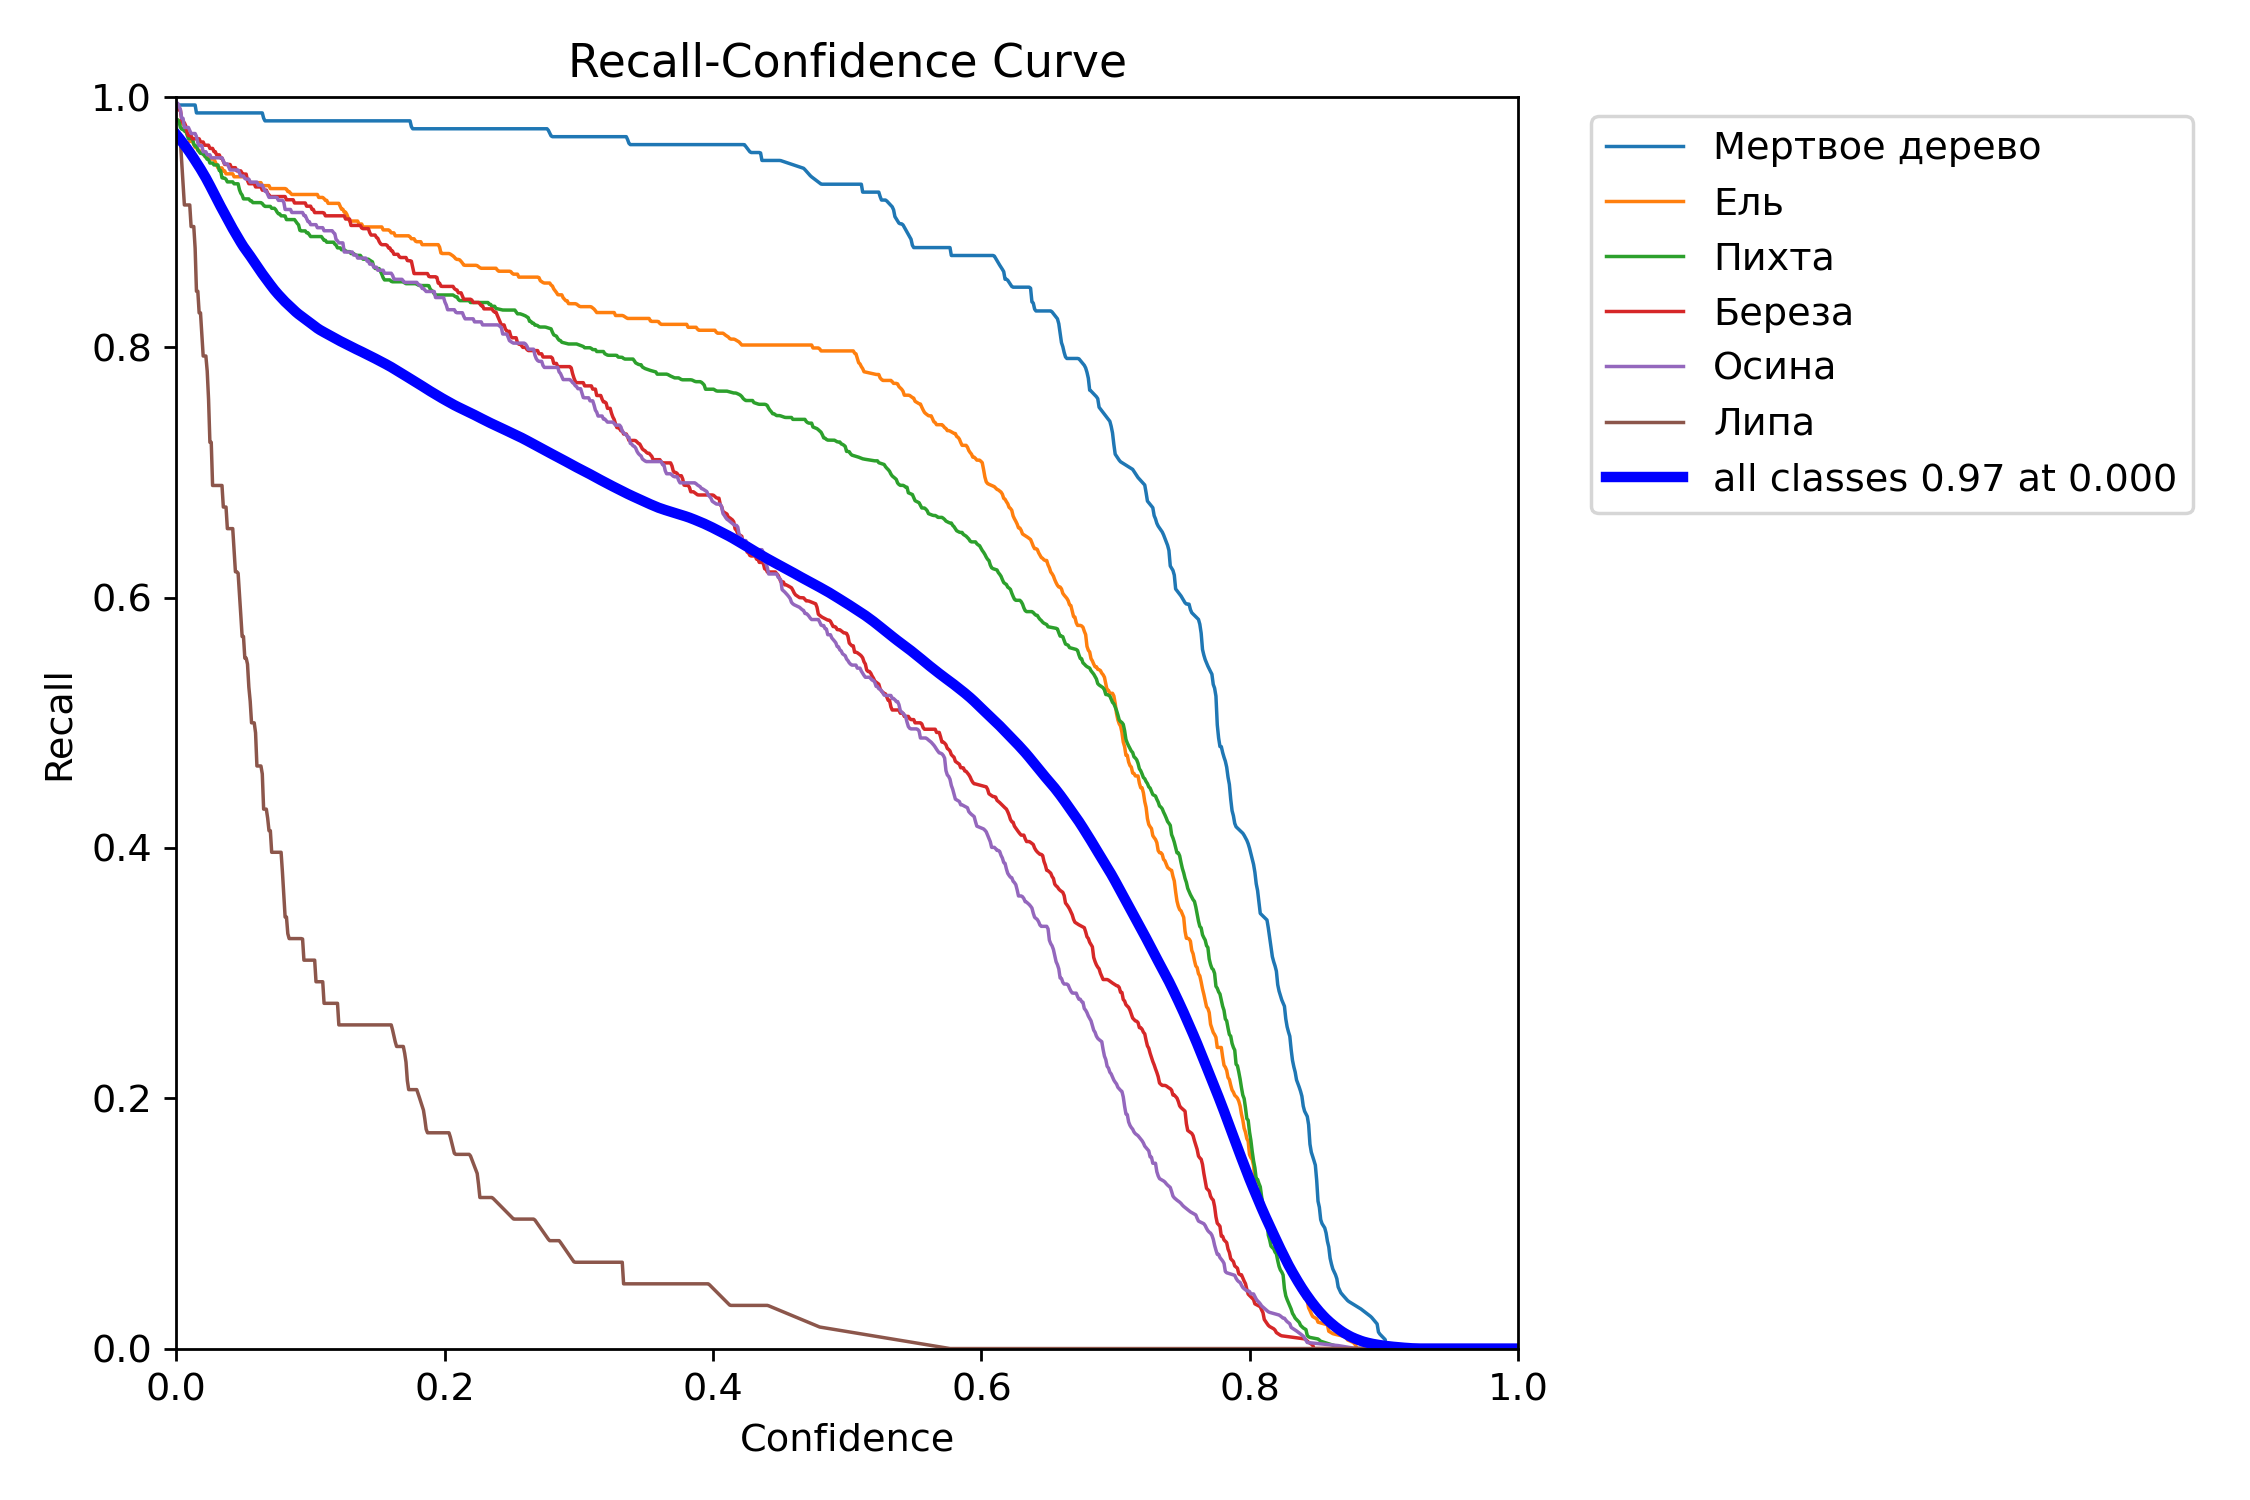 Recall-Confidence Curve
Мертвое дерево
Ель
Пихта
Береза
Осина
Липа
all classes 0.97 at 0.000
Recall
1.0
0.8
0.6
0.4
0.2
0.0
0.0 0.2 0.4 0.6 0.8 1.0
Confidence